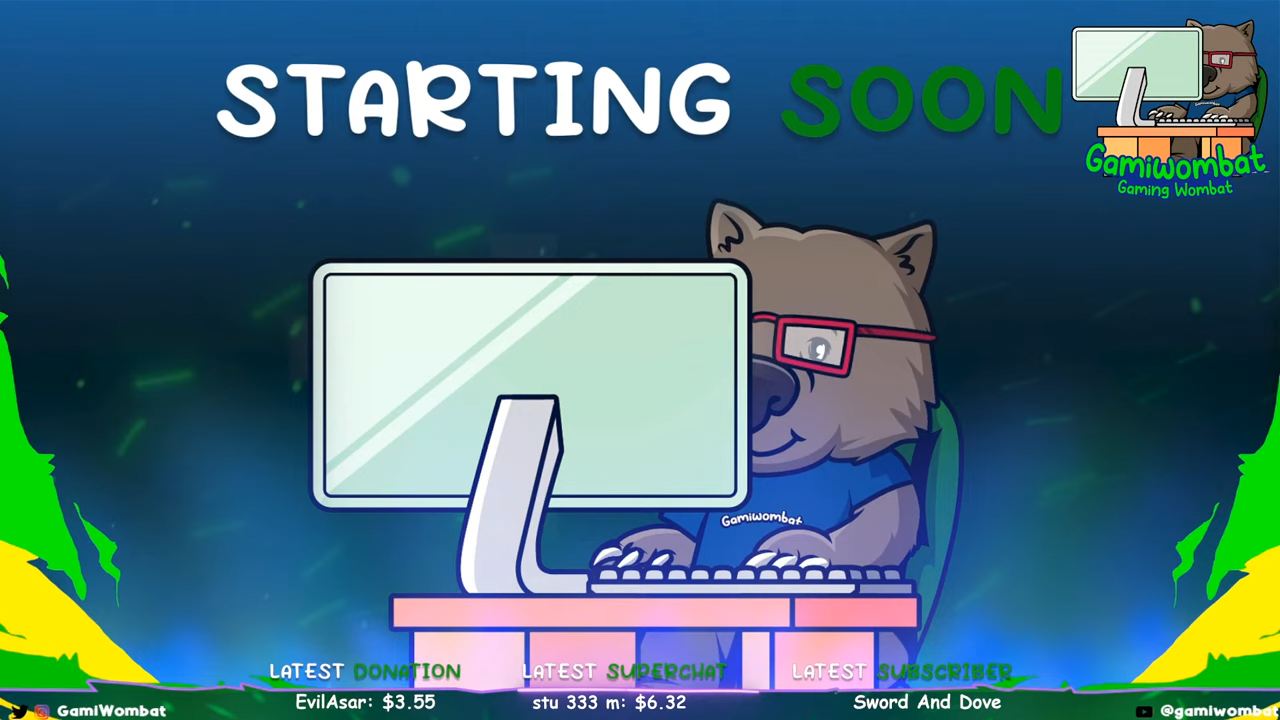 STARTING SOON
Gamiwombat
Gaming Wombat
Gamiwombat
LATEST DONATION
EvilAsar: $3.55
LATEST SUPERCHAT
stu 333 m: $6.32
LATEST SUBSCRIBER
Sword And Dove
GamiWombat
@gamiwombat